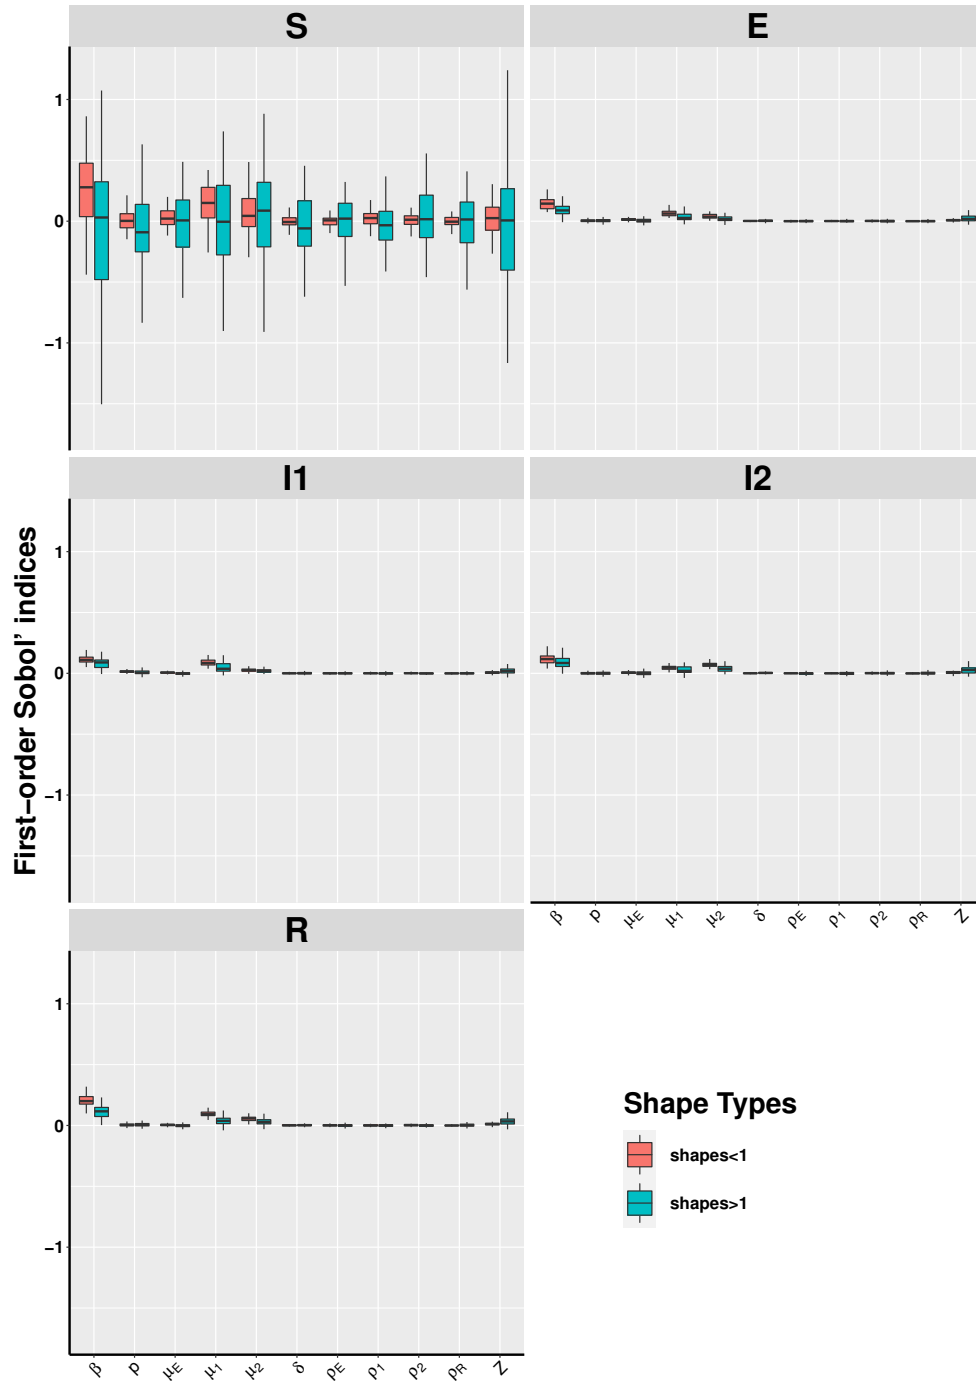 S
E
1
0
−1
I1
I2
First−order Sobol’ indices
1
0
−1
β p μE μ1 μ2 δ ρE ρ1 ρ2 ρR Z
R
1
0
−1
β p μE μ1 μ2 δ ρE ρ1 ρ2 ρR Z
Shape Types
shapes<1
shapes>1